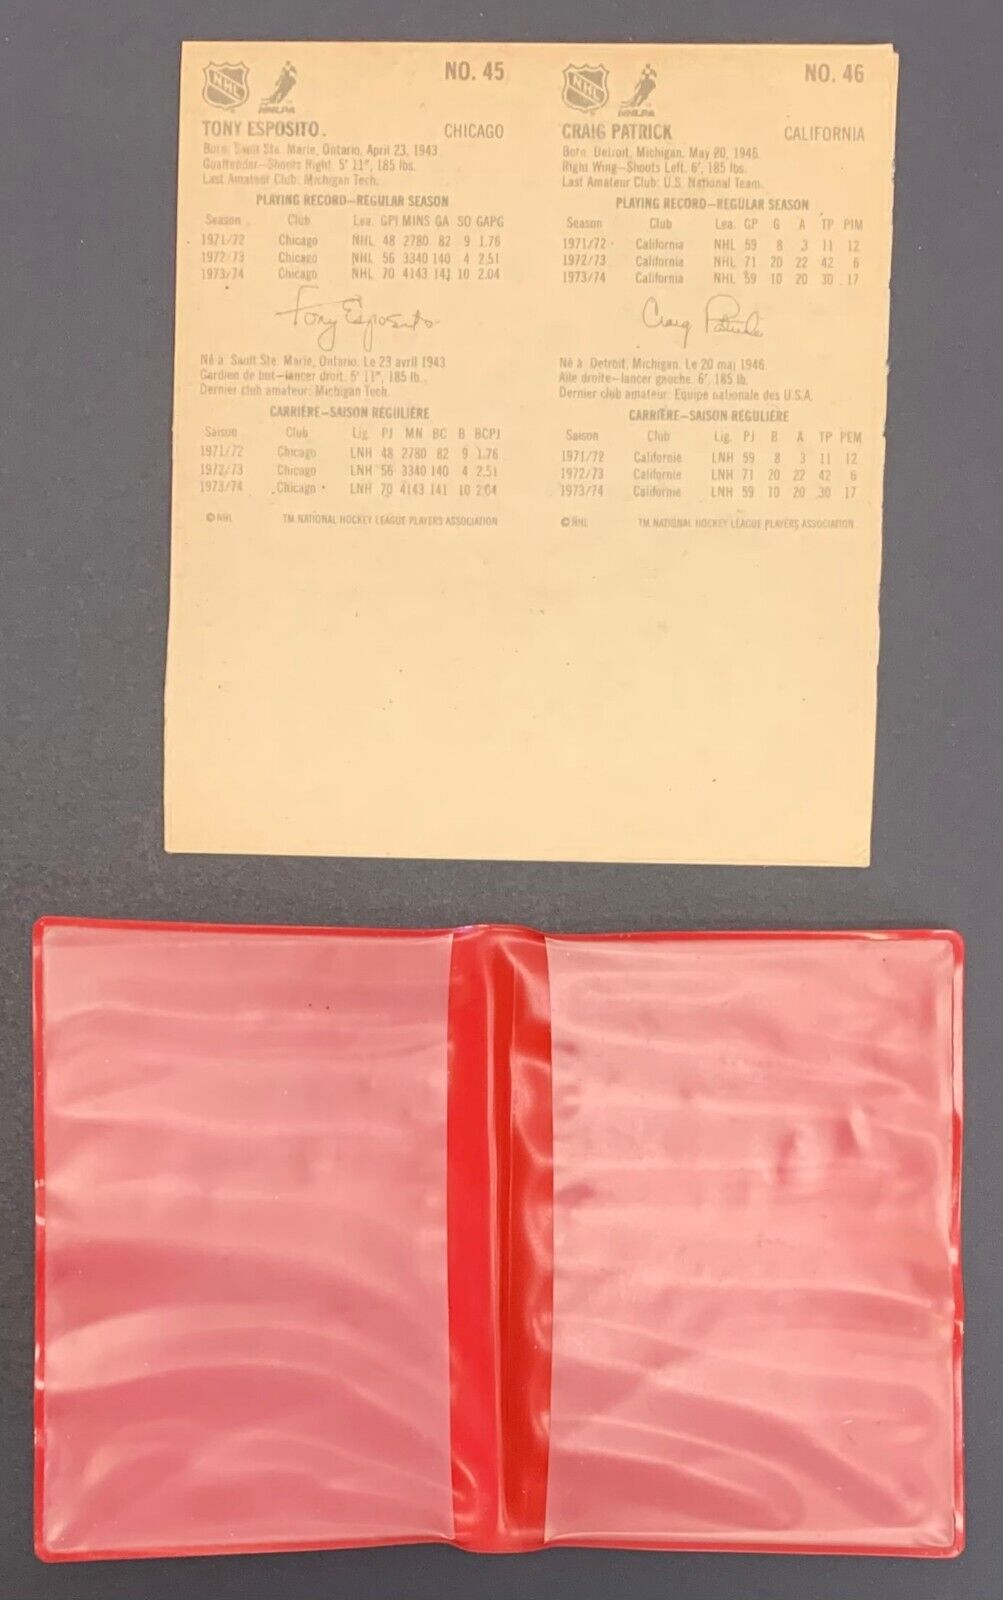 NHL NHLPA NO. 45
TONY ESPOSITO. CHICAGO
Born: Sault Ste. Marie, Ontario, April 23, 1943.
Goaltender—Shoots Right. 5' 11", 185 lbs.
Last Amateur Club: Michigan Tech.
PLAYING RECORD—REGULAR SEASON
Season Club Lea. GPI MINS GA SO GAPG
1971/72 Chicago NHL 48 2780 82 9 1.76
1972/73 Chicago NHL 56 3340 140 4 2.51
1973/74 Chicago NHL 70 4143 141 10 2.04
Tony Esposito
Né à: Sault Ste. Marie, Ontario. Le 23 avril 1943
Gardien de but—lancer droit. 5' 11", 185 lb.
Dernier club amateur: Michigan Tech.
CARRIÈRE—SAISON RÉGULIÈRE
Saison Club Lig. PJ MN BC B BCPJ
1971/72 Chicago LNH 48 2780 82 9 1.76
1972/73 Chicago LNH 56 3340 140 4 2.51
1973/74 Chicago LNH 70 4143 141 10 2.04
© NHL TM. NATIONAL HOCKEY LEAGUE PLAYERS ASSOCIATION
NHL NHLPA NO. 46
CRAIG PATRICK CALIFORNIA
Born: Detroit, Michigan. May 20, 1946.
Right Wing—Shoots Left. 6', 185 lbs.
Last Amateur Club: U.S. National Team.
PLAYING RECORD—REGULAR SEASON
Season Club Lea. GP G A TP PIM
1971/72 California NHL 59 8 3 11 12
1972/73 California NHL 71 20 22 42 6
1973/74 California NHL 59 10 20 30 17
Craig Patrick
Né à: Detroit, Michigan. Le 20 mai 1946.
Aile droite—lancer gauche. 6', 185 lb.
Dernier club amateur: Equipe nationale des U.S.A.
CARRIÈRE—SAISON RÉGULIÈRE
Saison Club Lig. PJ B A TP PEM
1971/72 Californie LNH 59 8 3 11 12
1972/73 Californie LNH 71 20 22 42 6
1973/74 Californie LNH 59 10 20 30 17
© NHL TM. NATIONAL HOCKEY LEAGUE PLAYERS ASSOCIATION